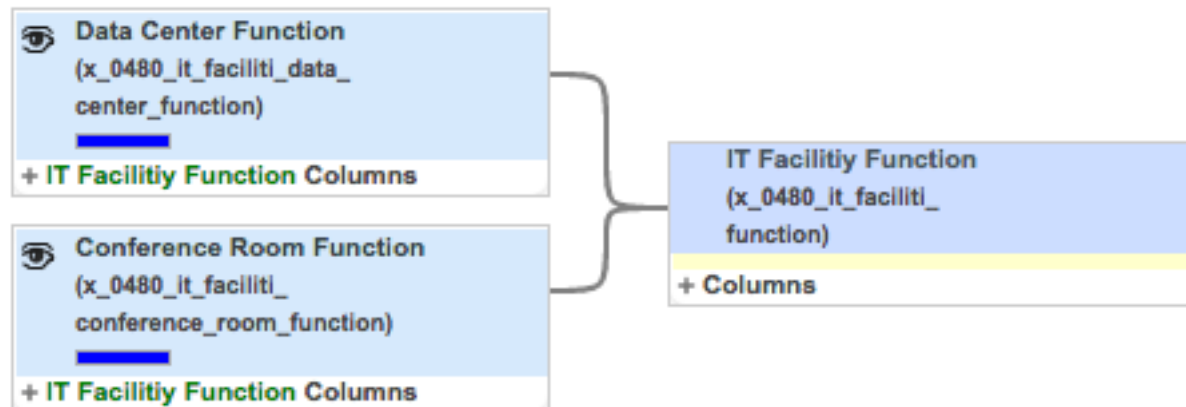 Data Center Function
(x_0480_it_faciliti_data_
center_function)
+ IT Facilitiy Function Columns
Conference Room Function
(x_0480_it_faciliti_
conference_room_function)
+ IT Facilitiy Function Columns
IT Facilitiy Function
(x_0480_it_faciliti_
function)
+ Columns